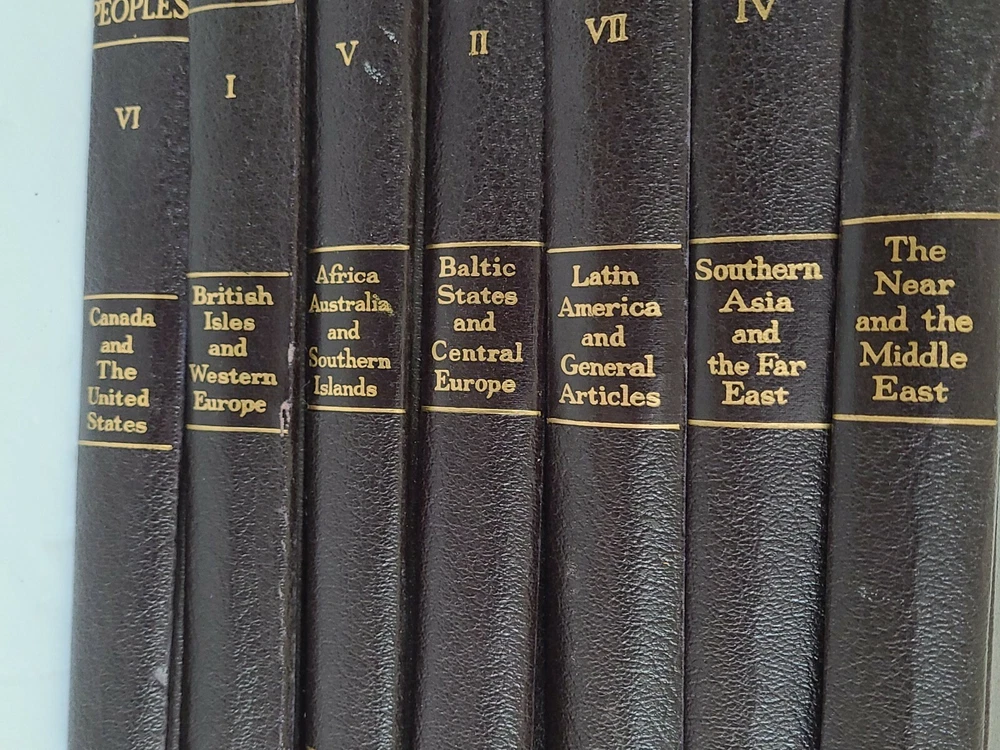 PEOPLES
VI
Canada
and
The
United
States
I
British
Isles
and
Western
Europe
V
Africa
Australia
and
Southern
Islands
II
Baltic
States
and
Central
Europe
VII
Latin
America
and
General
Articles
IV
Southern
Asia
and
the Far
East
The
Near
and the
Middle
East